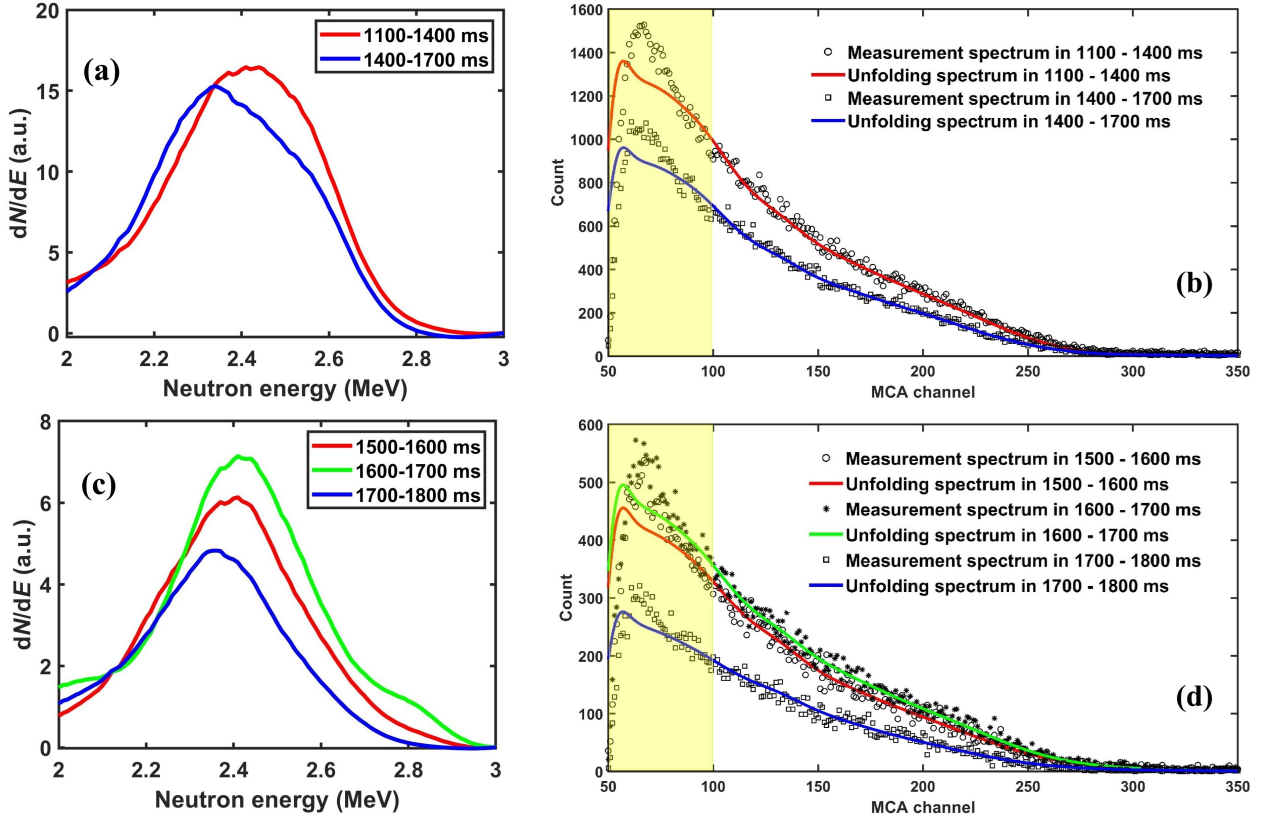 (a)
1100-1400 ms
1400-1700 ms
20
15
10
5
0
2
2.2
2.4
2.6
2.8
3
dN/dE (a.u.)
Neutron energy (MeV)
(b)
Measurement spectrum in 1100 - 1400 ms
Unfolding spectrum in 1100 - 1400 ms
Measurement spectrum in 1400 - 1700 ms
Unfolding spectrum in 1400 - 1700 ms
1600
1400
1200
1000
800
600
400
200
0
50
100
150
200
250
300
350
Count
MCA channel
(c)
1500-1600 ms
1600-1700 ms
1700-1800 ms
8
6
4
2
0
2
2.2
2.4
2.6
2.8
3
dN/dE (a.u.)
Neutron energy (MeV)
(d)
Measurement spectrum in 1500 - 1600 ms
Unfolding spectrum in 1500 - 1600 ms
Measurement spectrum in 1600 - 1700 ms
Unfolding spectrum in 1600 - 1700 ms
Measurement spectrum in 1700 - 1800 ms
Unfolding spectrum in 1700 - 1800 ms
600
500
400
300
200
100
0
50
100
150
200
250
300
350
Count
MCA channel